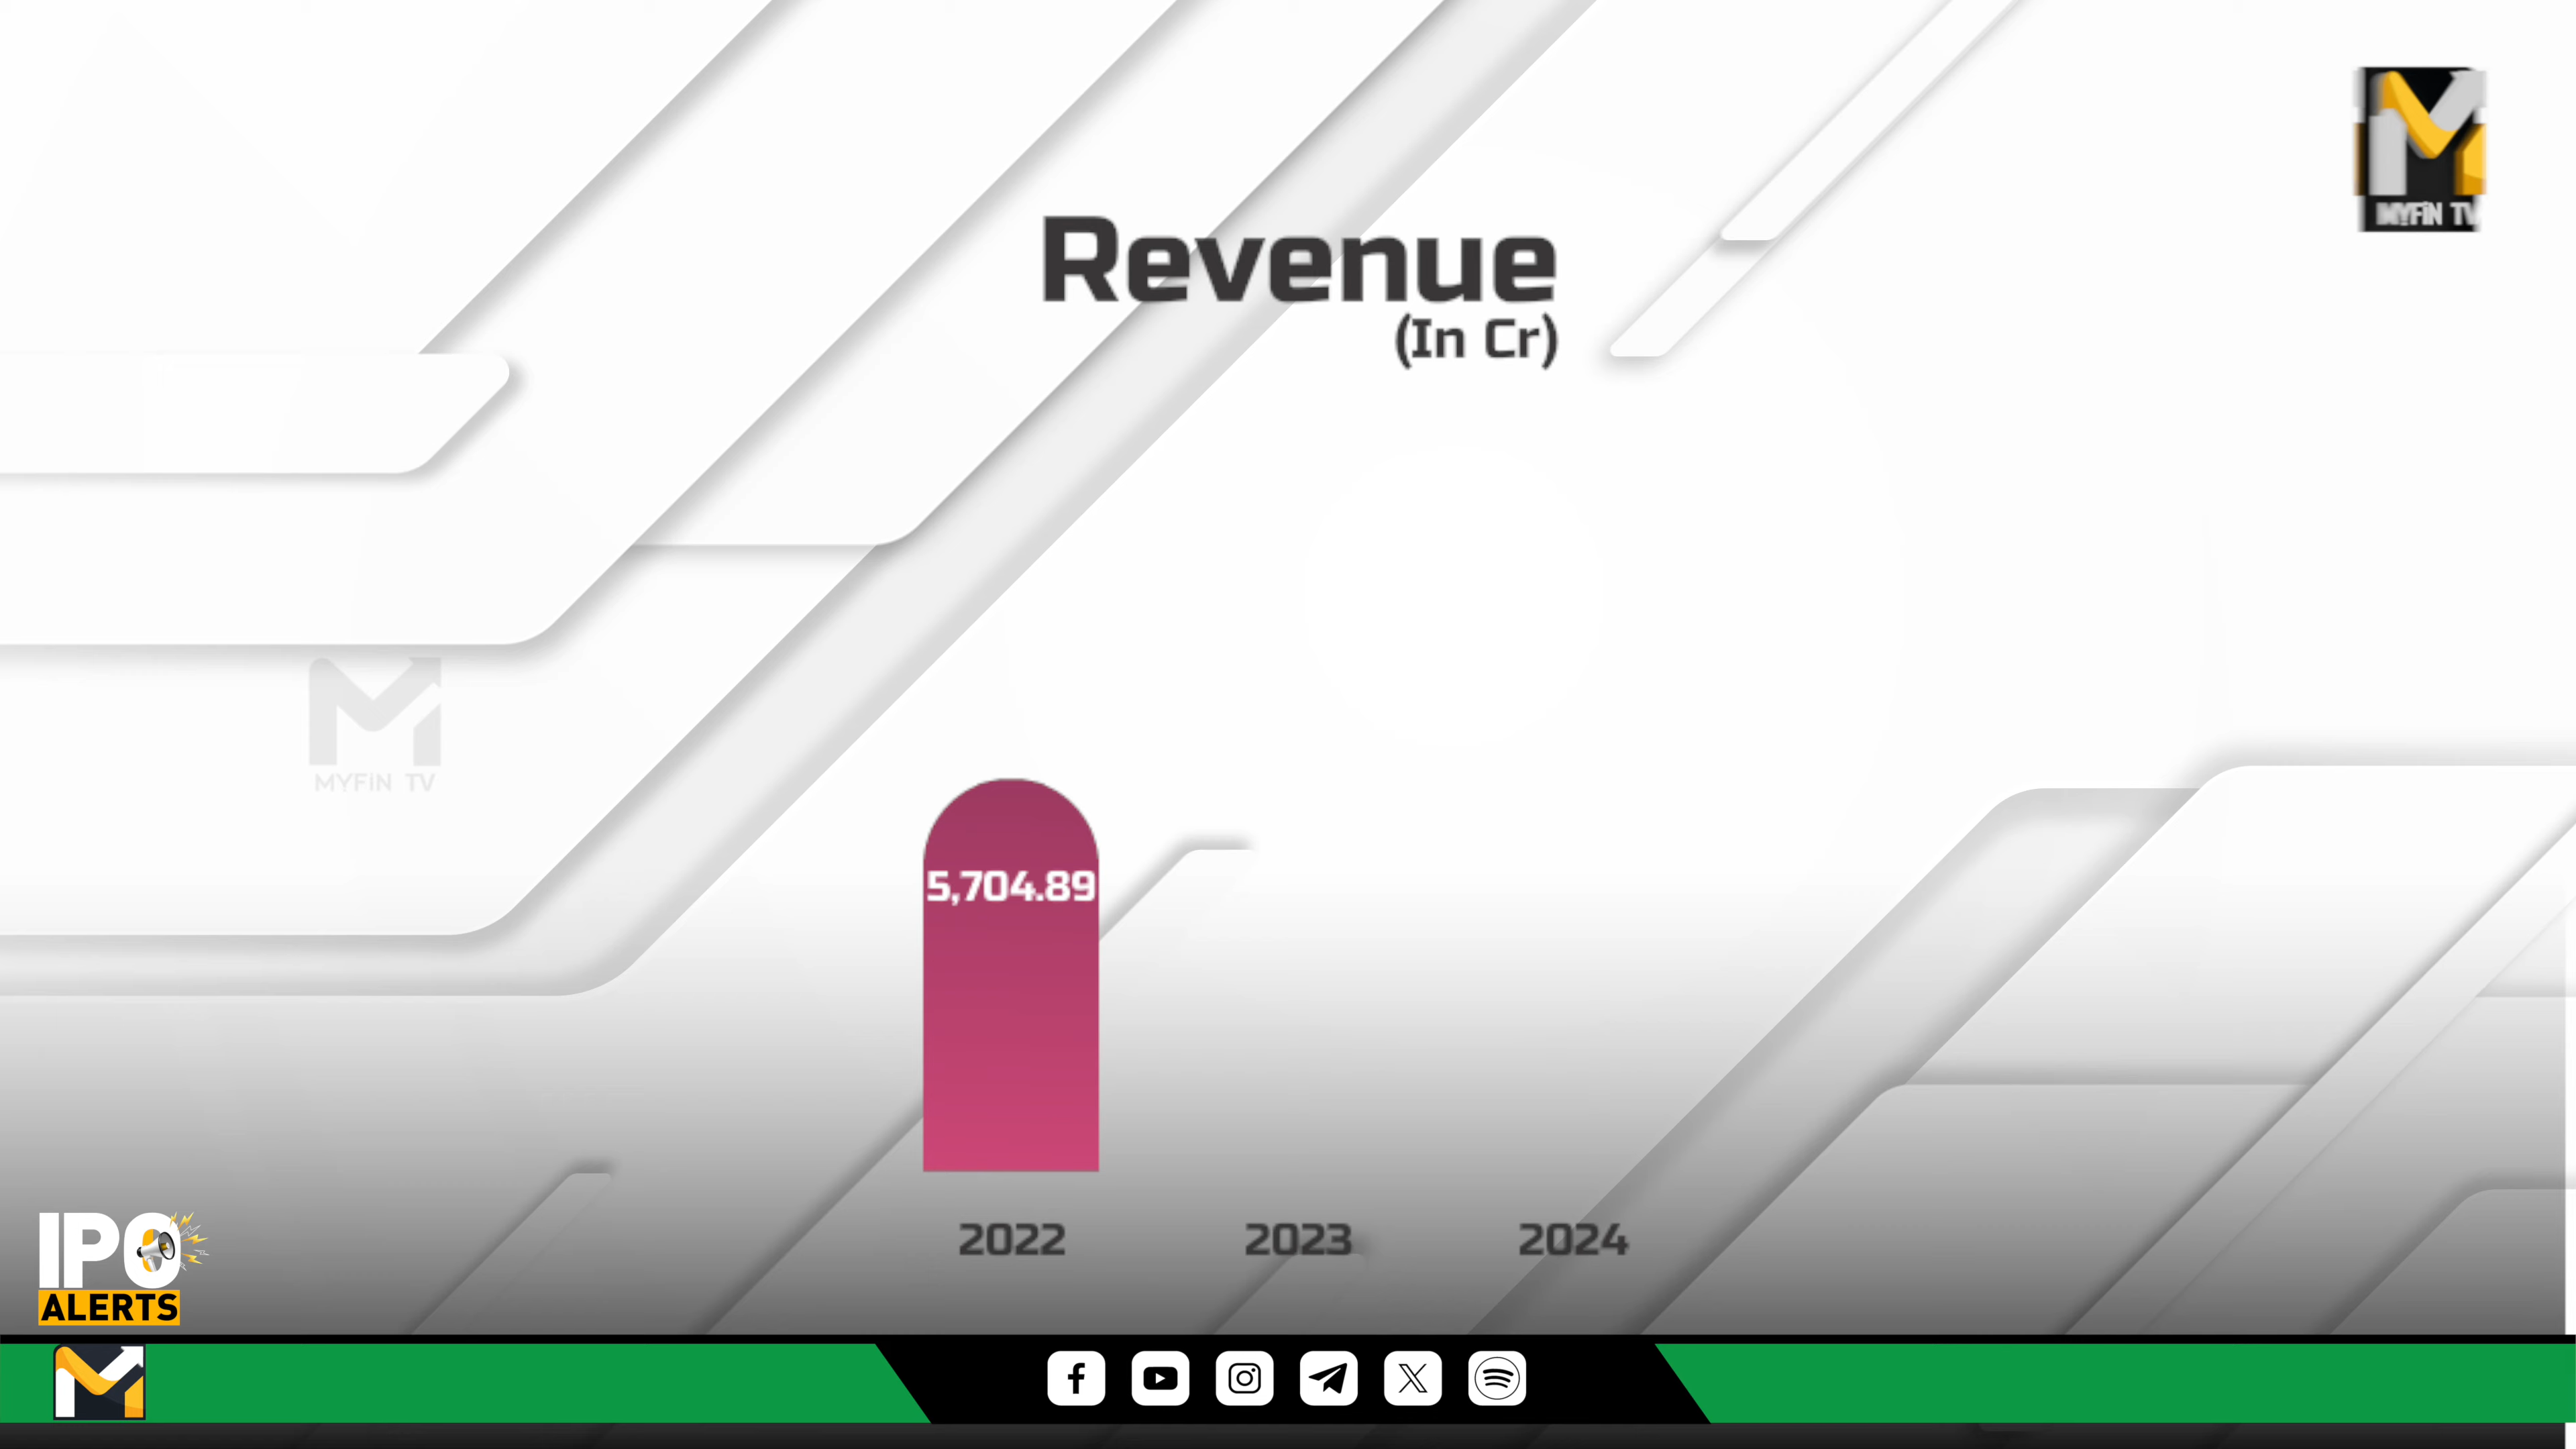 MYFiN TV
Revenue
(In Cr)
MYFiN TV
5,704.89
2022 2023 2024
IPO
ALERTS